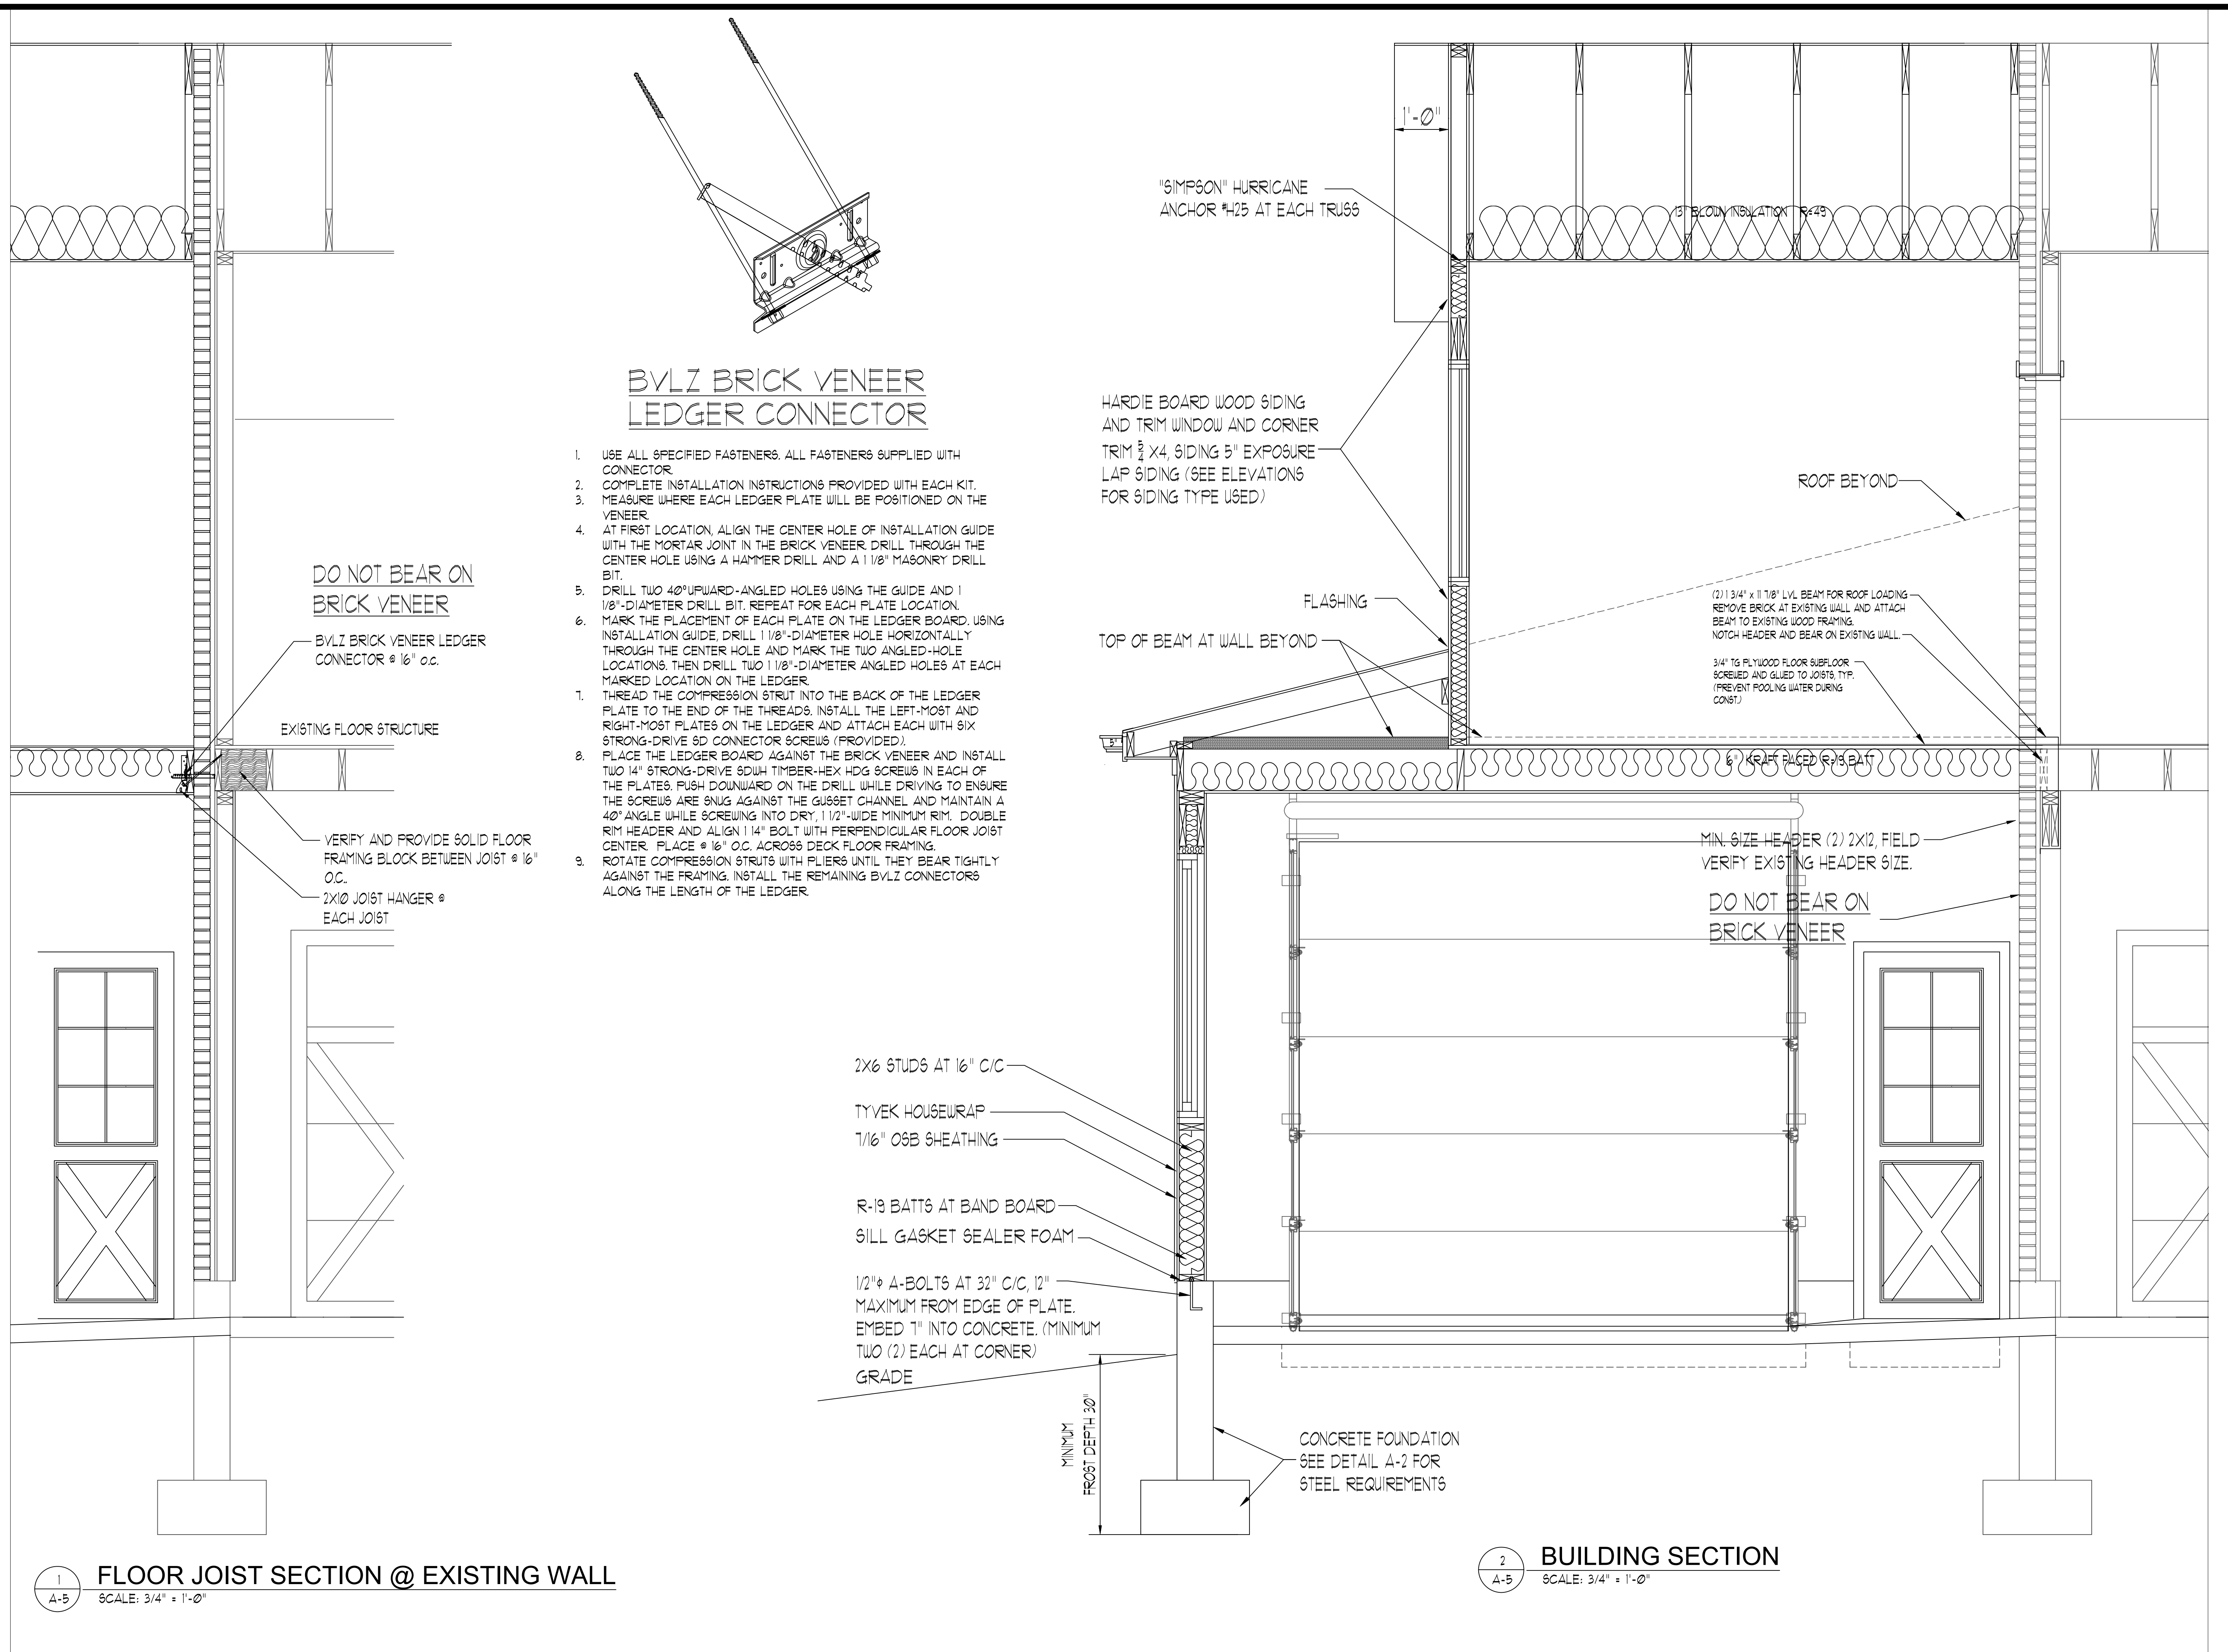 BVLZ BRICK VENEER
LEDGER CONNECTOR
1. USE ALL SPECIFIED FASTENERS. ALL FASTENERS SUPPLIED WITH
CONNECTOR.
2. COMPLETE INSTALLATION INSTRUCTIONS PROVIDED WITH EACH KIT.
3. MEASURE WHERE EACH LEDGER PLATE WILL BE POSITIONED ON THE
VENEER.
4. AT FIRST LOCATION, ALIGN THE CENTER HOLE OF INSTALLATION GUIDE
WITH THE MORTAR JOINT IN THE BRICK VENEER. DRILL THROUGH THE
CENTER HOLE USING A HAMMER DRILL AND A 1 1/8" MASONRY DRILL
BIT.
5. DRILL TWO 40° UPWARD-ANGLED HOLES USING THE GUIDE AND 1
1/8"-DIAMETER DRILL BIT. REPEAT FOR EACH PLATE LOCATION.
6. MARK THE PLACEMENT OF EACH PLATE ON THE LEDGER BOARD. USING
INSTALLATION GUIDE, DRILL 1 1/8"-DIAMETER HOLE HORIZONTALLY
THROUGH THE CENTER HOLE AND MARK THE TWO ANGLED-HOLE
LOCATIONS. THEN DRILL TWO 1 1/8"-DIAMETER ANGLED HOLES AT EACH
MARKED LOCATION ON THE LEDGER.
7. THREAD THE COMPRESSION STRUT INTO THE BACK OF THE LEDGER
PLATE TO THE END OF THE THREADS. INSTALL THE LEFT-MOST AND
RIGHT-MOST PLATES ON THE LEDGER AND ATTACH EACH WITH SIX
STRONG-DRIVE SD CONNECTOR SCREWS (PROVIDED).
8. PLACE THE LEDGER BOARD AGAINST THE BRICK VENEER AND INSTALL
TWO 14" STRONG-DRIVE SDWH TIMBER-HEX HDG SCREWS IN EACH OF
THE PLATES. PUSH DOWNWARD ON THE DRILL WHILE DRIVING TO ENSURE
THE SCREWS ARE SNUG AGAINST THE GUSSET CHANNEL AND MAINTAIN A
40° ANGLE WHILE SCREWING INTO DRY, 1 1/2"-WIDE MINIMUM RIM. DOUBLE
RIM HEADER AND ALIGN 1 14" BOLT WITH PERPENDICULAR FLOOR JOIST
CENTER. PLACE @ 16" O.C. ACROSS DECK FLOOR FRAMING.
9. ROTATE COMPRESSION STRUTS WITH PLIERS UNTIL THEY BEAR TIGHTLY
AGAINST THE FRAMING. INSTALL THE REMAINING BVLZ CONNECTORS
ALONG THE LENGTH OF THE LEDGER.
DO NOT BEAR ON
BRICK VENEER
BVLZ BRICK VENEER LEDGER
CONNECTOR @ 16" o.c.
EXISTING FLOOR STRUCTURE
VERIFY AND PROVIDE SOLID FLOOR
FRAMING BLOCK BETWEEN JOIST @ 16"
O.C..
2X10 JOIST HANGER @
EACH JOIST
1
A-5
FLOOR JOIST SECTION @ EXISTING WALL
SCALE: 3/4" = 1'-0"
1'-0"
"SIMPSON" HURRICANE
ANCHOR #H25 AT EACH TRUSS
13" BLOWN INSULATION R=49
HARDIE BOARD WOOD SIDING
AND TRIM WINDOW AND CORNER
TRIM 5/4 X4, SIDING 5" EXPOSURE
LAP SIDING (SEE ELEVATIONS
FOR SIDING TYPE USED)
ROOF BEYOND
FLASHING
TOP OF BEAM AT WALL BEYOND
(2) 1 3/4" x 11 7/8" LVL BEAM FOR ROOF LOADING
REMOVE BRICK AT EXISTING WALL AND ATTACH
BEAM TO EXISTING WOOD FRAMING.
NOTCH HEADER AND BEAR ON EXISTING WALL.
3/4" TG PLYWOOD FLOOR SUBFLOOR
SCREWED AND GLUED TO JOISTS, TYP.
(PREVENT POOLING WATER DURING
CONST.)
5"
6" KRAFT FACED R=19 BATT
MIN. SIZE HEADER (2) 2X12, FIELD
VERIFY EXISTING HEADER SIZE.
DO NOT BEAR ON
BRICK VENEER
2X6 STUDS AT 16" C/C
TYVEK HOUSEWRAP
7/16" OSB SHEATHING
R-19 BATTS AT BAND BOARD
SILL GASKET SEALER FOAM
1/2"ϕ A-BOLTS AT 32" C/C, 12"
MAXIMUM FROM EDGE OF PLATE.
EMBED 7" INTO CONCRETE. (MINIMUM
TWO (2) EACH AT CORNER)
GRADE
MINIMUM
FROST DEPTH 30"
CONCRETE FOUNDATION
SEE DETAIL A-2 FOR
STEEL REQUIREMENTS
2
A-5
BUILDING SECTION
SCALE: 3/4" = 1'-0"